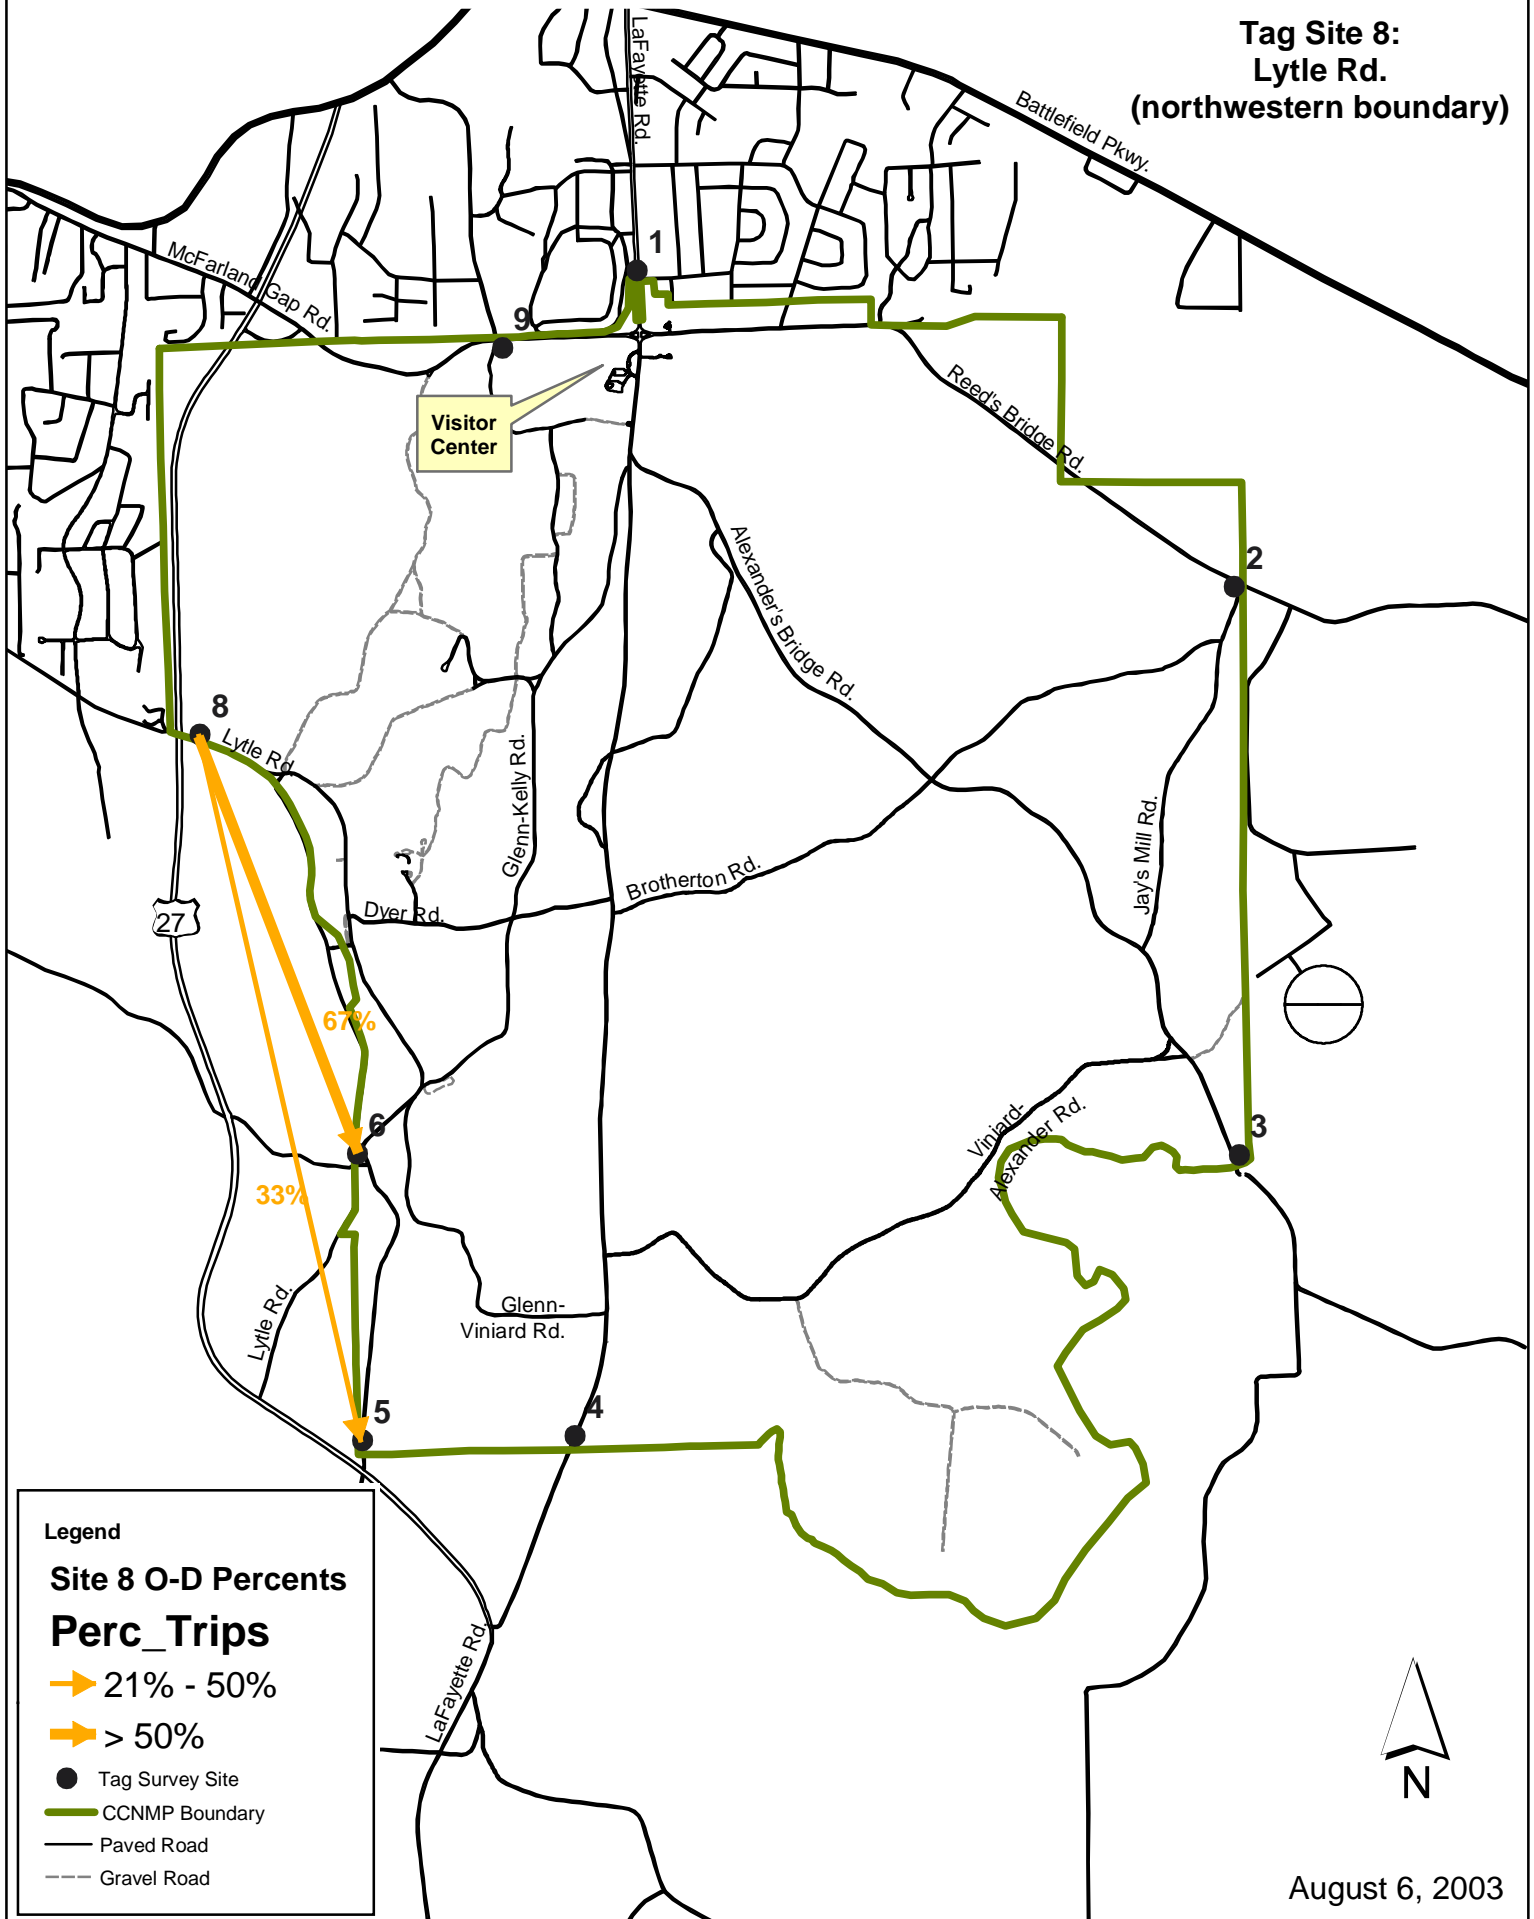 Tag Site 8:
Lytle Rd.
(northwestern boundary)
LaFayette Rd.
Battlefield Pkwy.
McFarland Gap Rd.
1
9
Visitor
Center
Reed's Bridge Rd.
2
Alexander's Bridge Rd.
8
Lytle Rd.
Glenn-Kelly Rd.
Jay's Mill Rd.
Brotherton Rd.
Dyer Rd.
27
67%
6
Viniard-
Alexander Rd.
3
33%
Lytle Rd.
Glenn-
Viniard Rd.
5
4
LaFayette Rd.
Legend
Site 8 O-D Percents
Perc_Trips
21% - 50%
> 50%
Tag Survey Site
CCNMP Boundary
Paved Road
Gravel Road
N
August 6, 2003